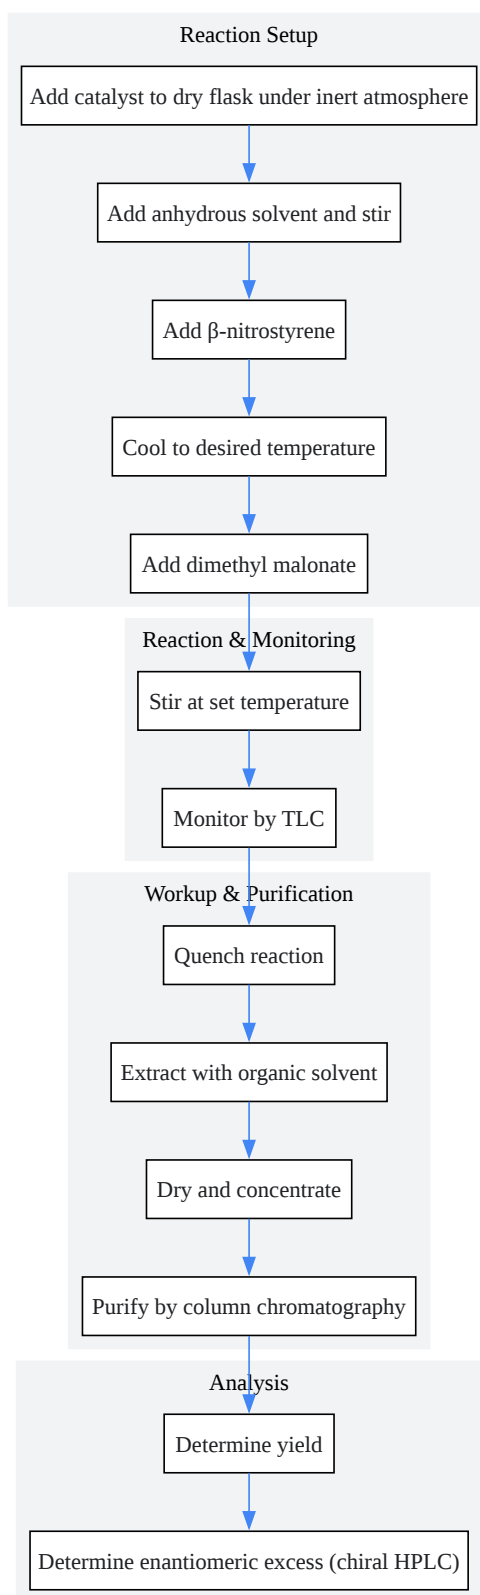 Reaction Setup
Add catalyst to dry flask under inert atmosphere
Add anhydrous solvent and stir
Add β-nitrostyrene
Cool to desired temperature
Add dimethyl malonate
Reaction & Monitoring
Stir at set temperature
Monitor by TLC
Workup & Purification
Quench reaction
Extract with organic solvent
Dry and concentrate
Purify by column chromatography
Analysis
Determine yield
Determine enantiomeric excess (chiral HPLC)